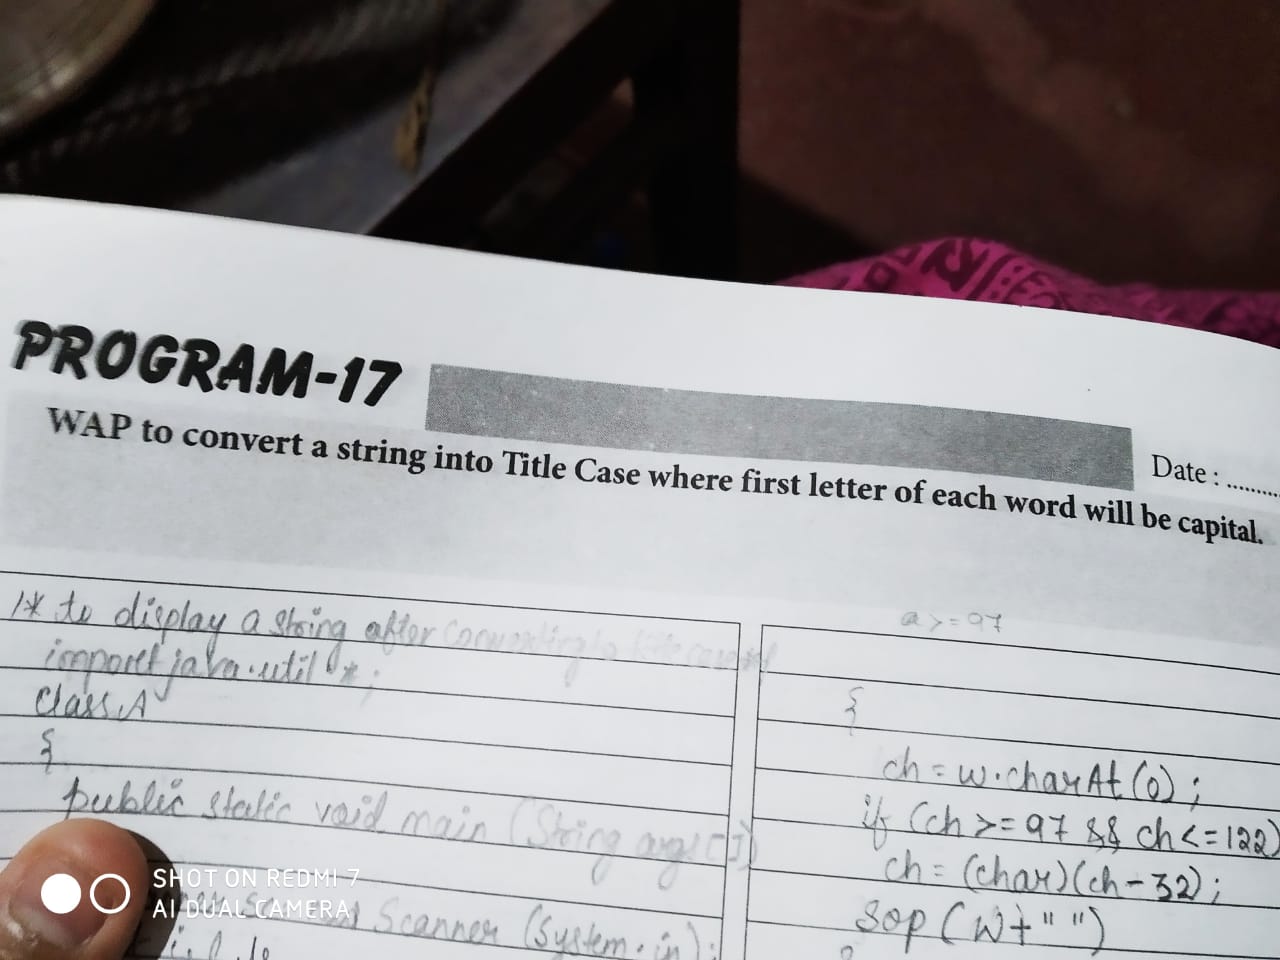 PROGRAM-17
Date : .........
WAP to convert a string into Title Case where first letter of each word will be capital.
/* to display a string after converting to title case */
import java.util.*;
class A
{
public static void main (String args[])
Scanner (System.in);
a>=97
{
ch = w.charAt(0);
if (ch >= 97 && ch <= 122)
ch = (char)(ch-32);
sop (w+" ")
SHOT ON REDMI 7
AI DUAL CAMERA